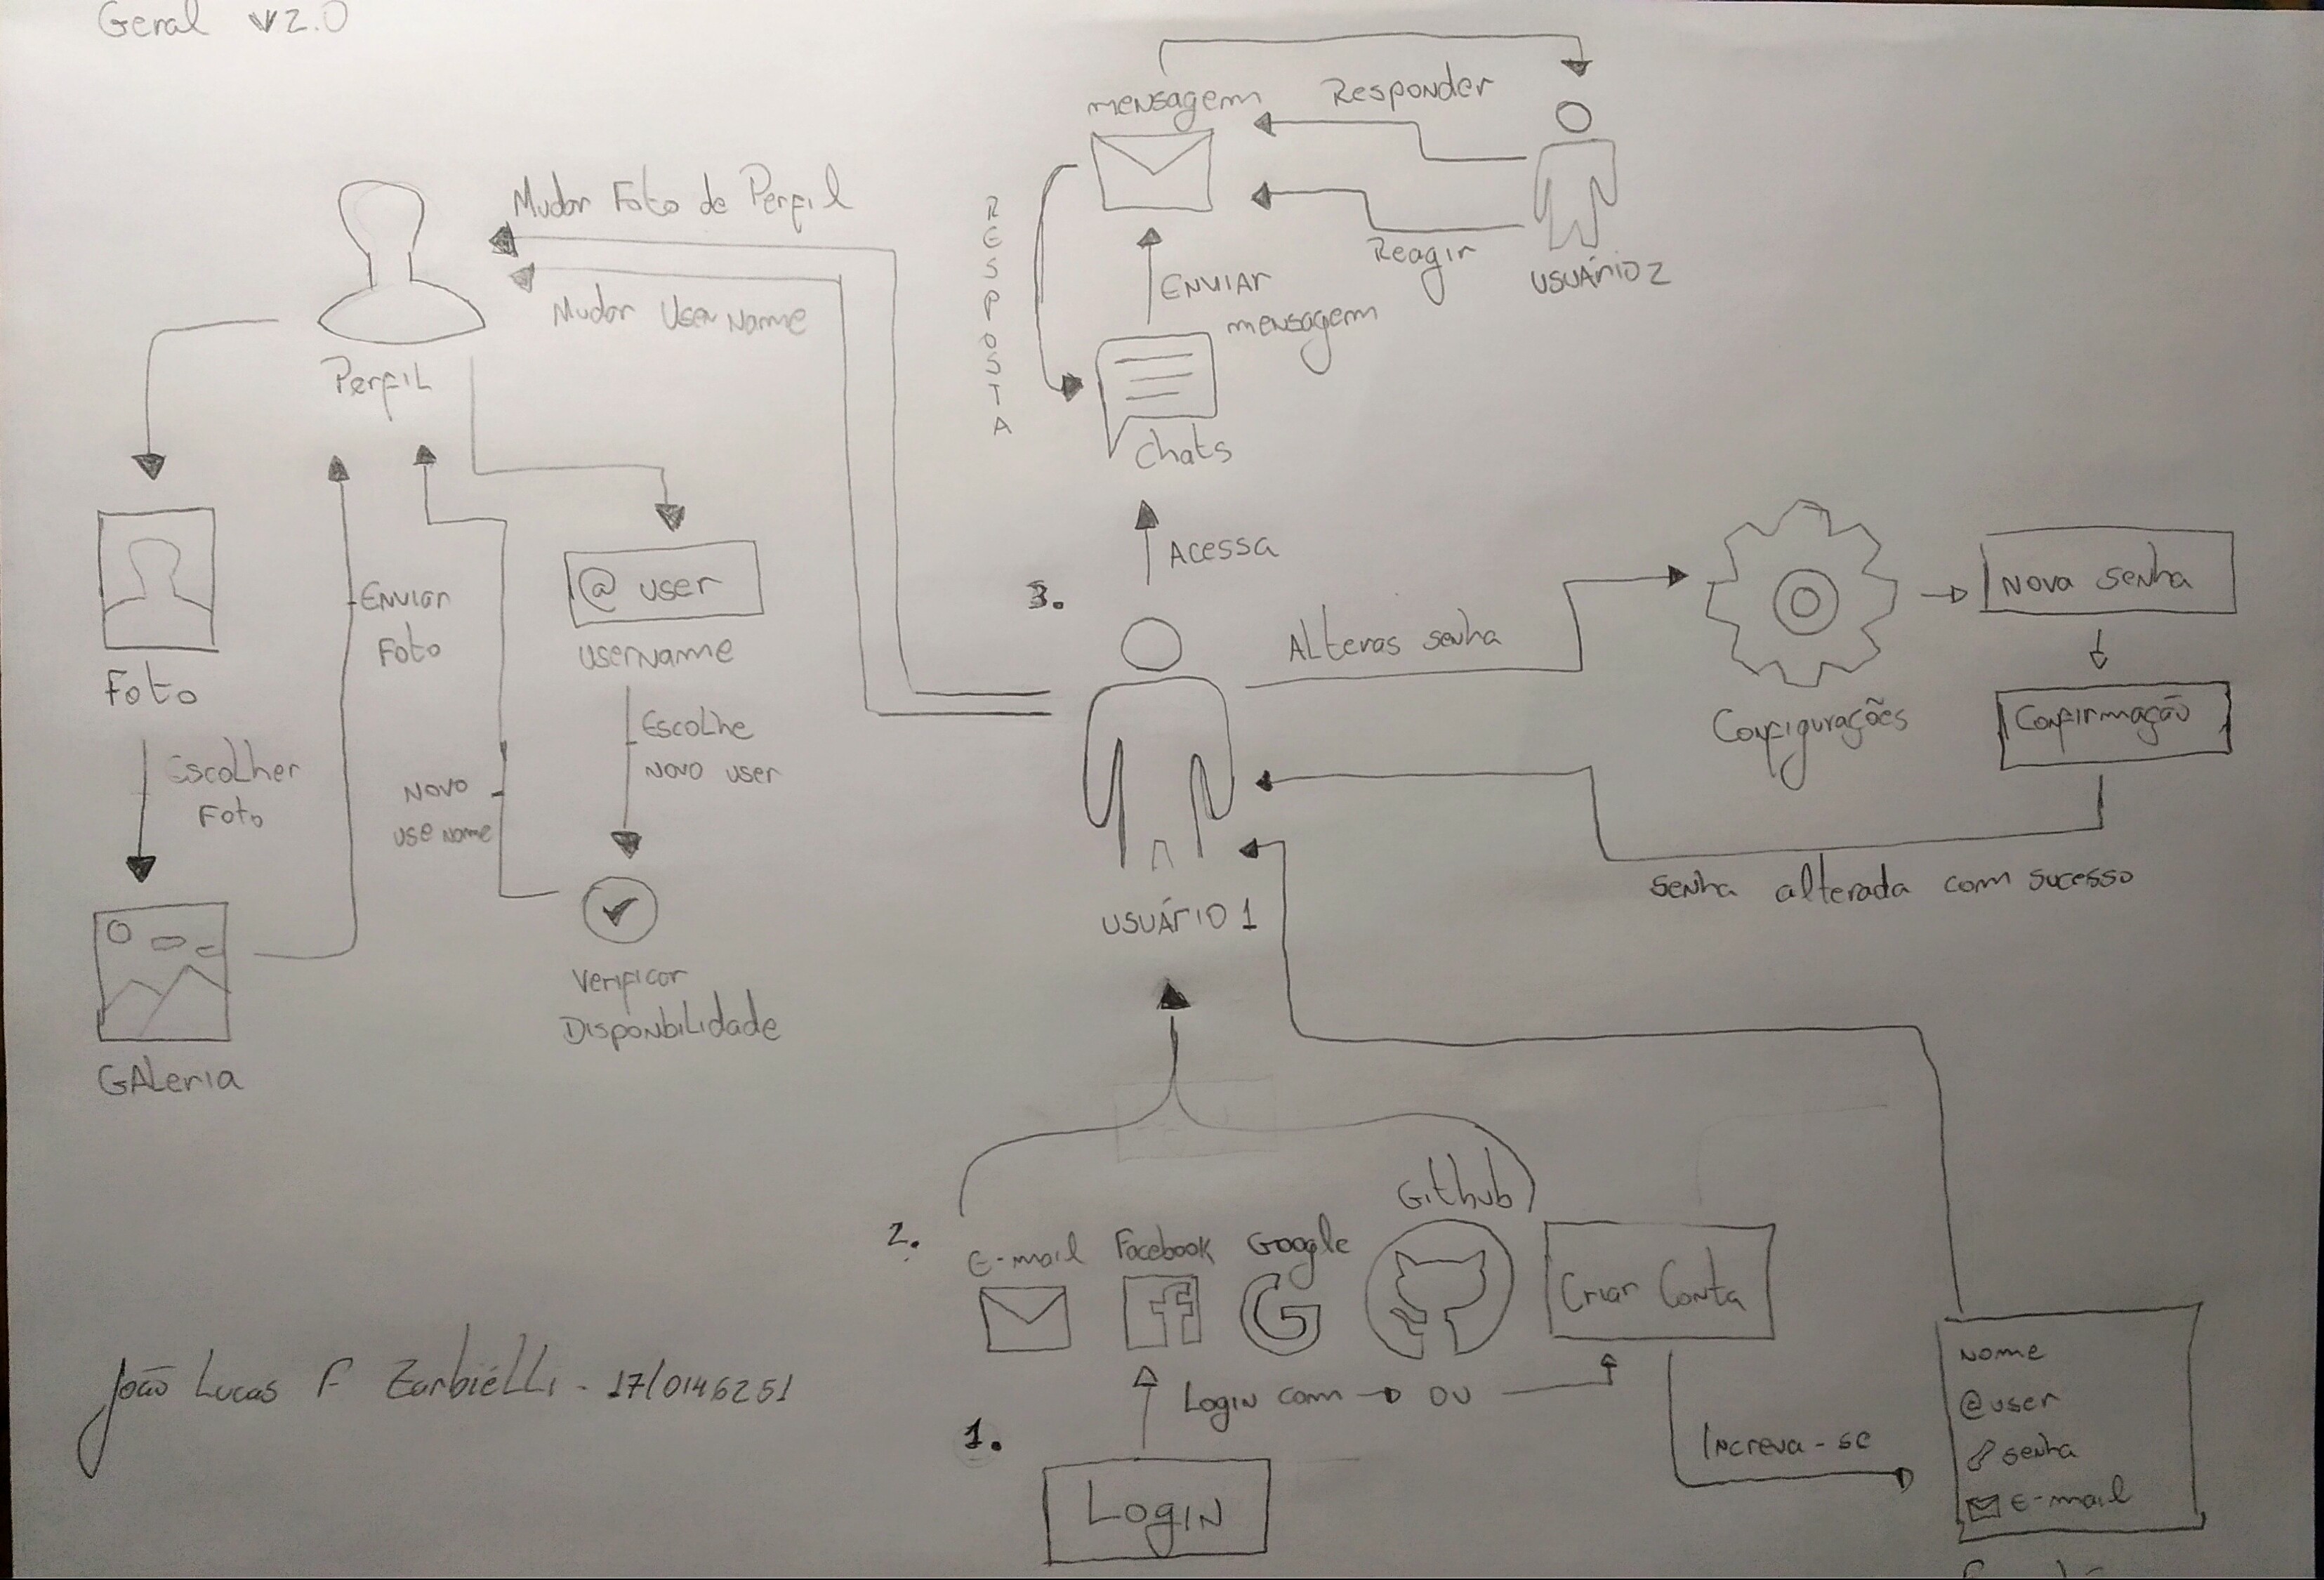 Geral v2.0
mensagem
Responder
Reagir
USUÁRIO 2
RESPOSTA
ENVIAR
mensagem
Chats
Acessa
Mudar Foto de Perfil
Mudar UserName
Perfil
Foto
Escolher
Foto
GALeria
Enviar
Foto
@ user
username
Escolhe
novo user
Novo
use name
Verificar
Disponbilidade
3.
USUÁRIO 1
Alteras senha
Configurações
Nova senha
Confirmação
Senha alterada com sucesso
2.
E-mail
Facebook
Google
Github
Criar Conta
Login com
ou
1.
Login
Increva-se
Nome
@user
senha
E-mail
João Lucas F Zarbiélli - 17/0146251